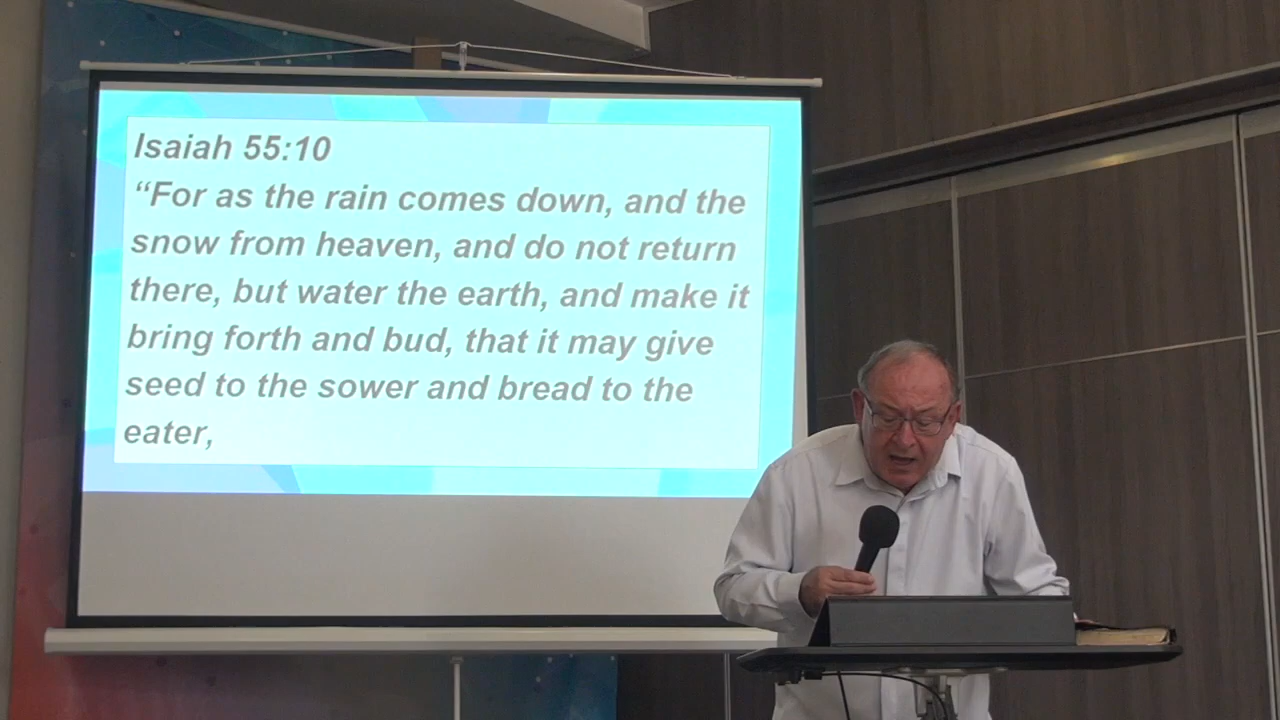 Isaiah 55:10
“For as the rain comes down, and the
snow from heaven, and do not return
there, but water the earth, and make it
bring forth and bud, that it may give
seed to the sower and bread to the
eater,